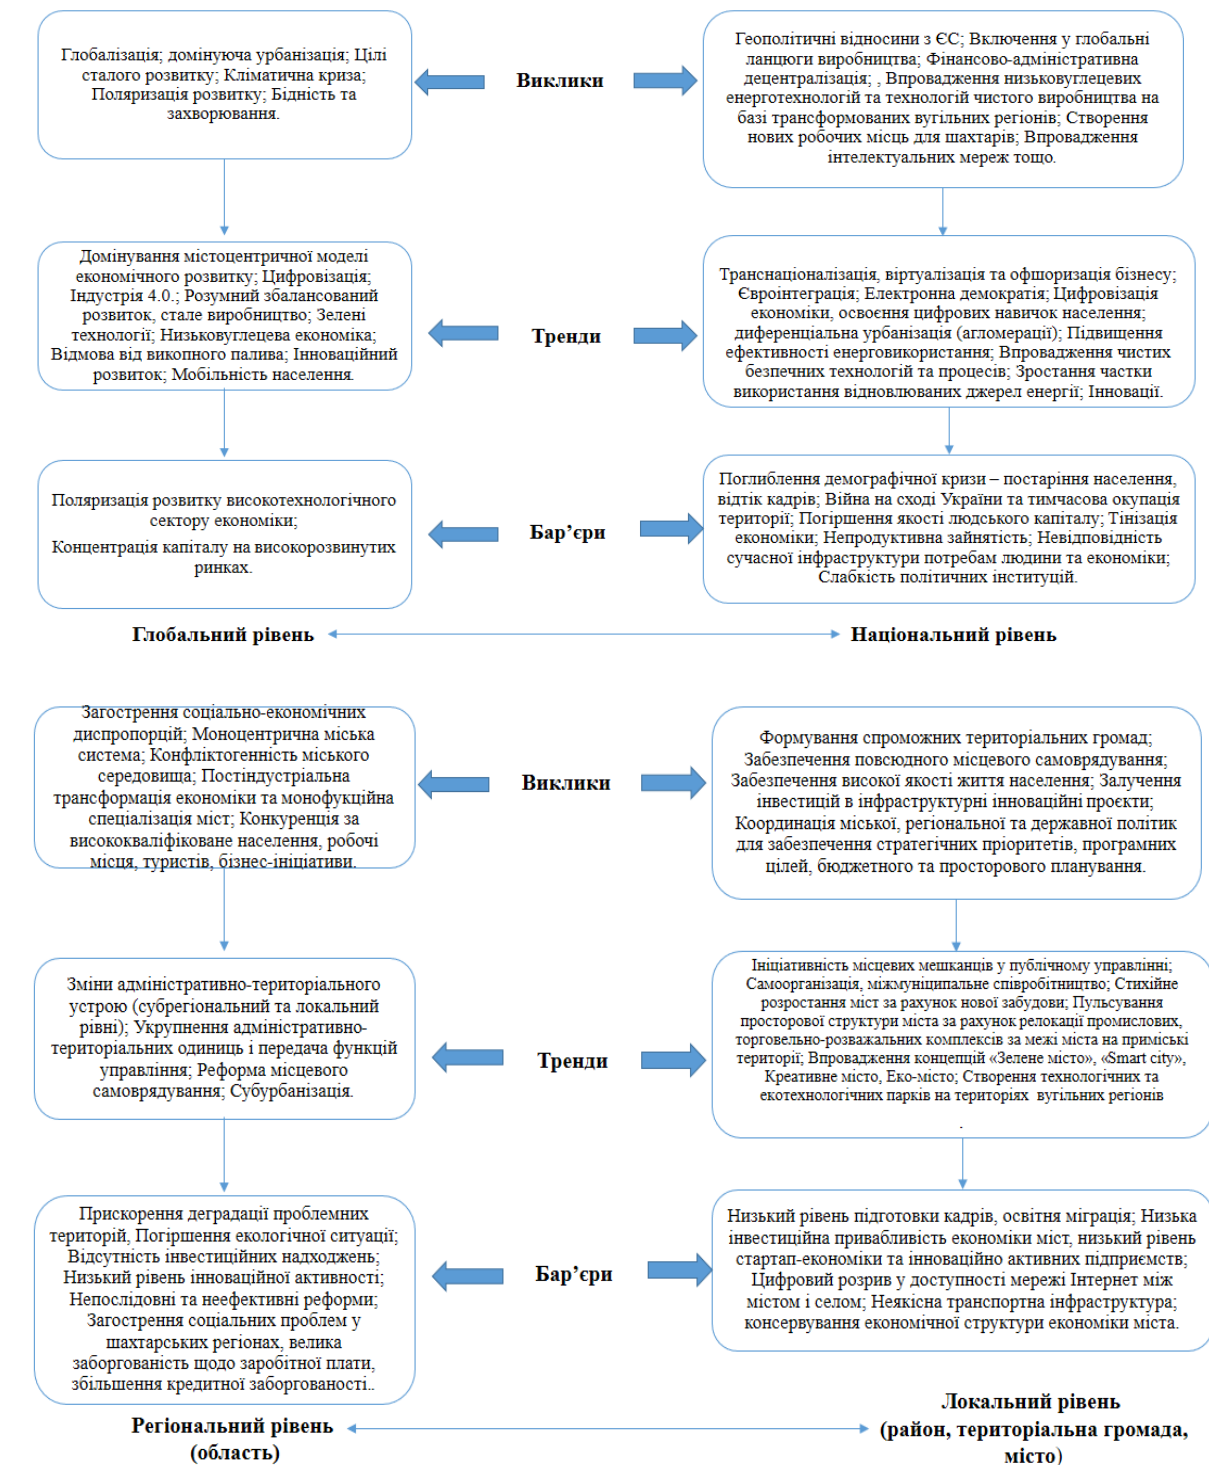 Глобалізація; домінуюча урбанізація; Цілі
сталого розвитку; Кліматична криза;
Поляризація розвитку; Бідність та
захворювання.
Виклики
Геополітичні відносини з ЄС; Включення у глобальні
ланцюги виробництва; Фінансово-адміністративна
децентралізація; , Впровадження низьковуглецевих
енерготехнологій та технологій чистого виробництва на
базі трансформованих вугільних регіонів; Створення
нових робочих місць для шахтарів; Впровадження
інтелектуальних мереж тощо.
Домінування містоцентричної моделі
економічного розвитку; Цифровізація;
Індустрія 4.0.; Розумний збалансований
розвиток, стале виробництво; Зелені
технології; Низьковуглецева економіка;
Відмова від викопного палива; Інноваційний
розвиток; Мобільність населення.
Тренди
Транснаціоналізація, віртуалізація та офшоризація бізнесу;
Євроінтеграція; Електронна демократія; Цифровізація
економіки, освоєння цифрових навичок населення;
диференціальна урбанізація (агломерації); Підвищення
ефективності енерговикористання; Впровадження чистих
безпечних технологій та процесів; Зростання частки
використання відновлюваних джерел енергії; Інновації.
Поляризація розвитку високотехнологічного
сектору економіки;
Концентрація капіталу на високорозвинутих
ринках.
Бар’єри
Поглиблення демографічної кризи – постаріння населення,
відтік кадрів; Війна на сході України та тимчасова окупація
території; Погіршення якості людського капіталу; Тінізація
економіки; Непродуктивна зайнятість; Невідповідність
сучасної інфраструктури потребам людини та економіки;
Слабкість політичних інституцій.
Глобальний рівень
Національний рівень
Загострення соціально-економічних
диспропорцій; Моноцентрична міська
система; Конфліктогенність міського
середовища; Постіндустріальна
трансформація економіки та монофукційна
спеціалізація міст; Конкуренція за
висококваліфіковане населення, робочі
місця, туристів, бізнес-ініціативи.
Виклики
Формування спроможних територіальних громад;
Забезпечення повсюдного місцевого самоврядування;
Забезпечення високої якості життя населення; Залучення
інвестицій в інфраструктурні інноваційні проєкти;
Координація міської, регіональної та державної політик
для забезпечення стратегічних пріоритетів, програмних
цілей, бюджетного та просторового планування.
Зміни адміністративно-територіального
устрою (субрегіональний та локальний
рівні); Укрупнення адміністративно-
територіальних одиниць і передача функцій
управління; Реформа місцевого
самоврядування; Субурбанізація.
Тренди
Ініціативність місцевих мешканців у публічному управлінні;
Самоорганізація, міжмуніципальне співробітництво; Стихійне
розростання міст за рахунок нової забудови; Пульсування
просторової структури міста за рахунок релокації промислових,
торговельно-розважальних комплексів за межі міста на приміські
території; Впровадження концепцій «Зелене місто», «Smart city»,
Креативне місто, Еко-місто; Створення технологічних та
екотехнологічних парків на територіях вугільних регіонів
.
Прискорення деградації проблемних
територій, Погіршення екологічної ситуації;
Відсутність інвестиційних надходжень;
Низький рівень інноваційної активності;
Непослідовні та неефективні реформи;
Загострення соціальних проблем у
шахтарських регіонах, велика
заборгованість щодо заробітної плати,
збільшення кредитної заборгованості..
Бар’єри
Низький рівень підготовки кадрів, освітня міграція; Низька
інвестиційна привабливість економіки міст, низький рівень
стартап-економіки та інноваційно активних підприємств;
Цифровий розрив у доступності мережі Інтернет між
містом і селом; Неякісна транспортна інфраструктура;
консервування економічної структури економіки міста.
Регіональний рівень
(область)
Локальний рівень
(район, територіальна громада,
місто)